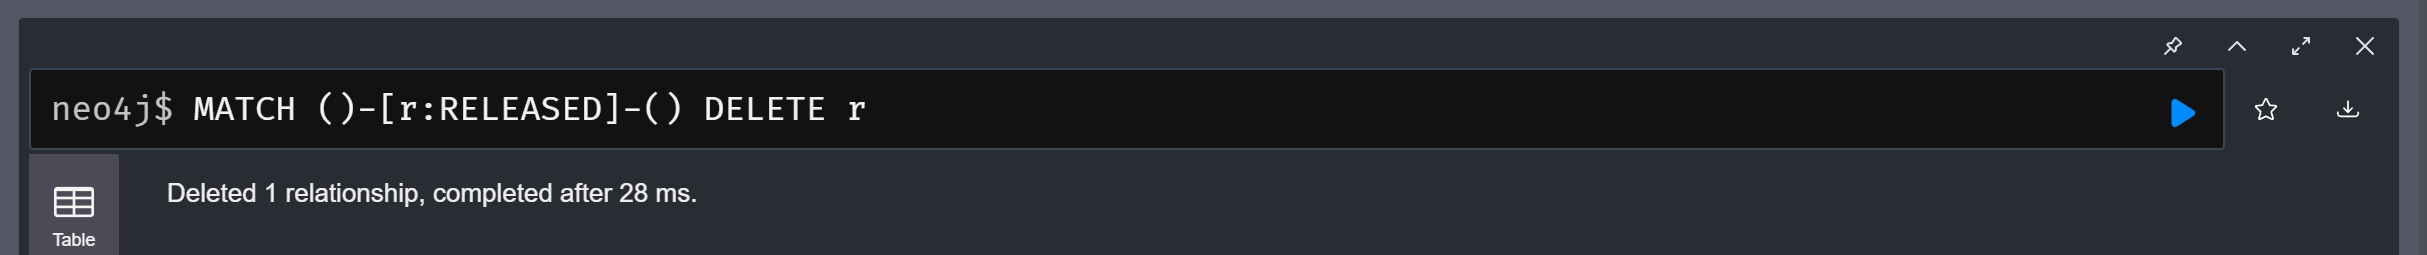 neo4j$ MATCH ()-[r:RELEASED]-() DELETE r
Deleted 1 relationship, completed after 28 ms.
Table